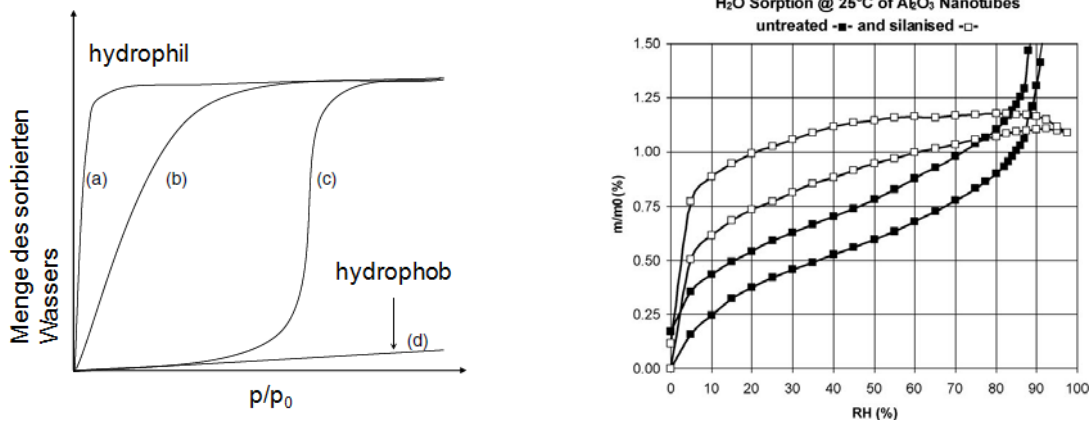 hydrophil
Menge des sorbierten
Wassers
(a)
(b)
(c)
hydrophob
(d)
p/p0
H2O Sorption @ 25°C of Al2O3 Nanotubes
untreated -■- and silanised -□-
1.50
1.25
1.00
0.75
0.50
0.25
0.00
m/m0 (%)
0 10 20 30 40 50 60 70 80 90 100
RH (%)